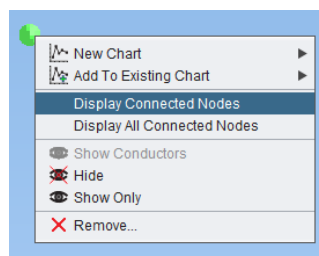 New Chart
Add To Existing Chart
Display Connected Nodes
Display All Connected Nodes
Show Conductors
Hide
Show Only
Remove...